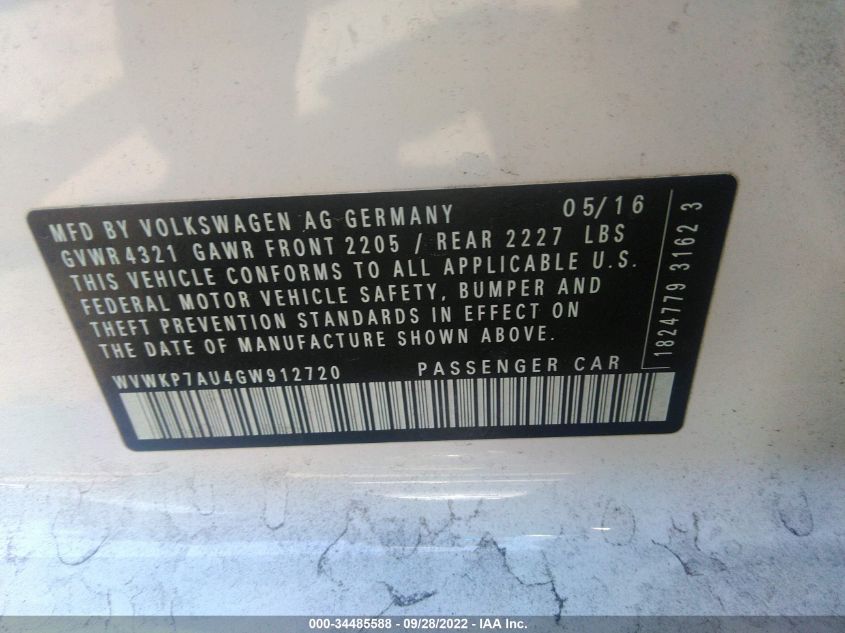 MFD BY VOLKSWAGEN AG GERMANY 05/16
GVWR 4321 GAWR FRONT 2205 / REAR 2227 LBS
THIS VEHICLE CONFORMS TO ALL APPLICABLE U.S.
FEDERAL MOTOR VEHICLE SAFETY, BUMPER AND
THEFT PREVENTION STANDARDS IN EFFECT ON
THE DATE OF MANUFACTURE SHOWN ABOVE.
WVWKP7AU4GW912720 PASSENGER CAR
1824779 3162 3
000-34485588 - 09/28/2022 - IAA Inc.